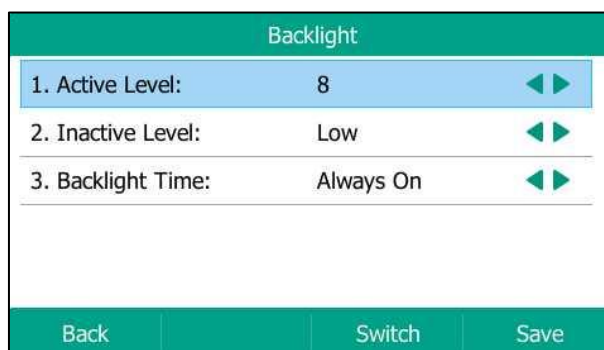 Backlight
1. Active Level: 8
2. Inactive Level: Low
3. Backlight Time: Always On
Back Switch Save